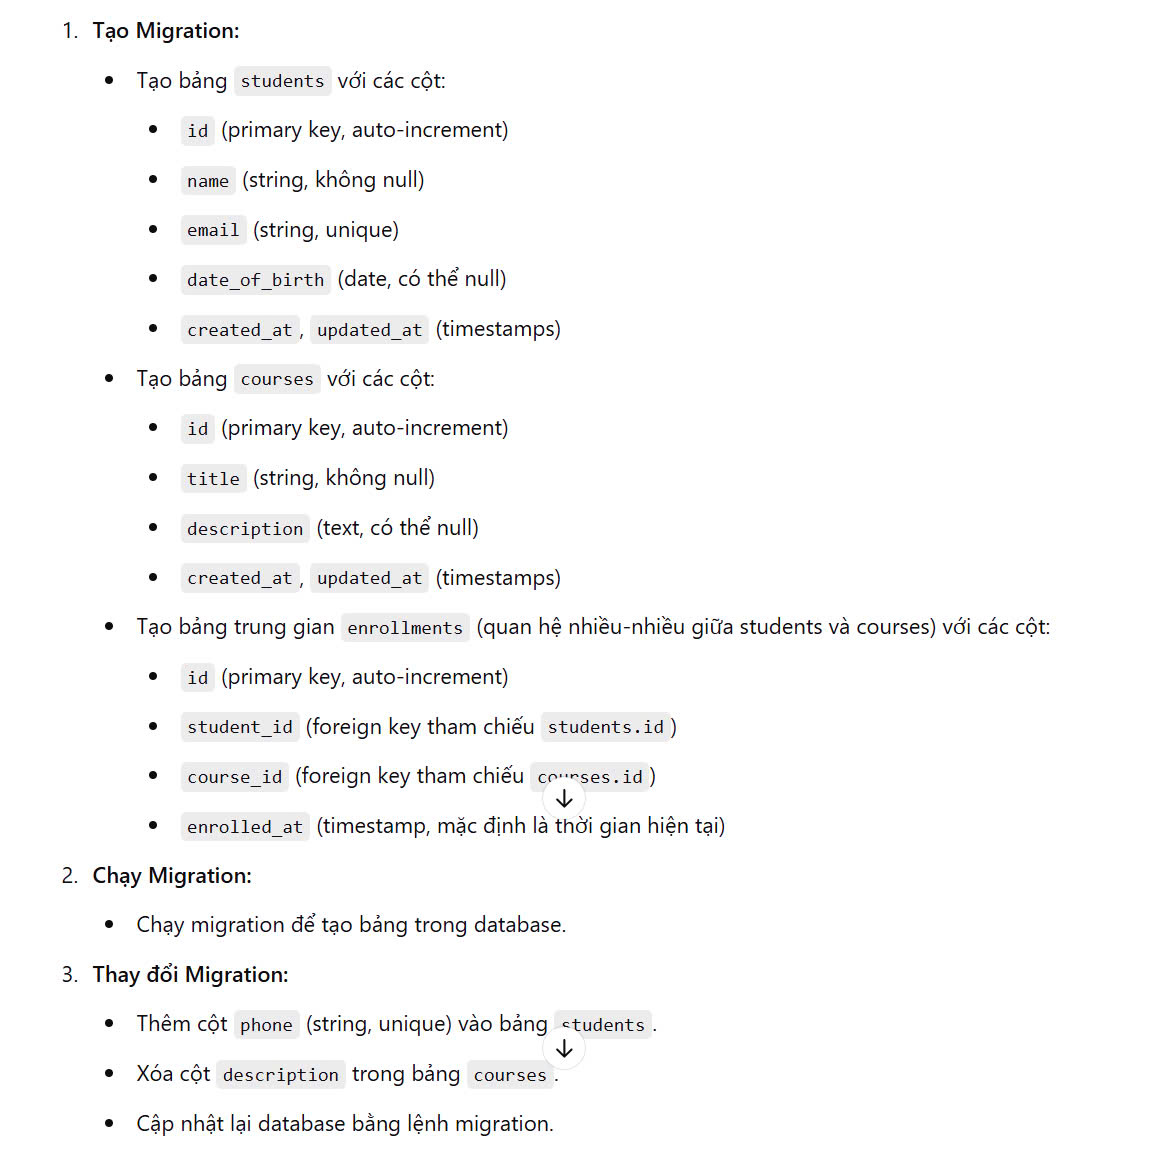 1. Tạo Migration:
• Tạo bảng students với các cột:
• id (primary key, auto-increment)
• name (string, không null)
• email (string, unique)
• date_of_birth (date, có thể null)
• created_at, updated_at (timestamps)
• Tạo bảng courses với các cột:
• id (primary key, auto-increment)
• title (string, không null)
• description (text, có thể null)
• created_at, updated_at (timestamps)
• Tạo bảng trung gian enrollments (quan hệ nhiều-nhiều giữa students và courses) với các cột:
• id (primary key, auto-increment)
• student_id (foreign key tham chiếu students.id)
• course_id (foreign key tham chiếu courses.id)
• enrolled_at (timestamp, mặc định là thời gian hiện tại)
2. Chạy Migration:
• Chạy migration để tạo bảng trong database.
3. Thay đổi Migration:
• Thêm cột phone (string, unique) vào bảng students.
• Xóa cột description trong bảng courses.
• Cập nhật lại database bằng lệnh migration.